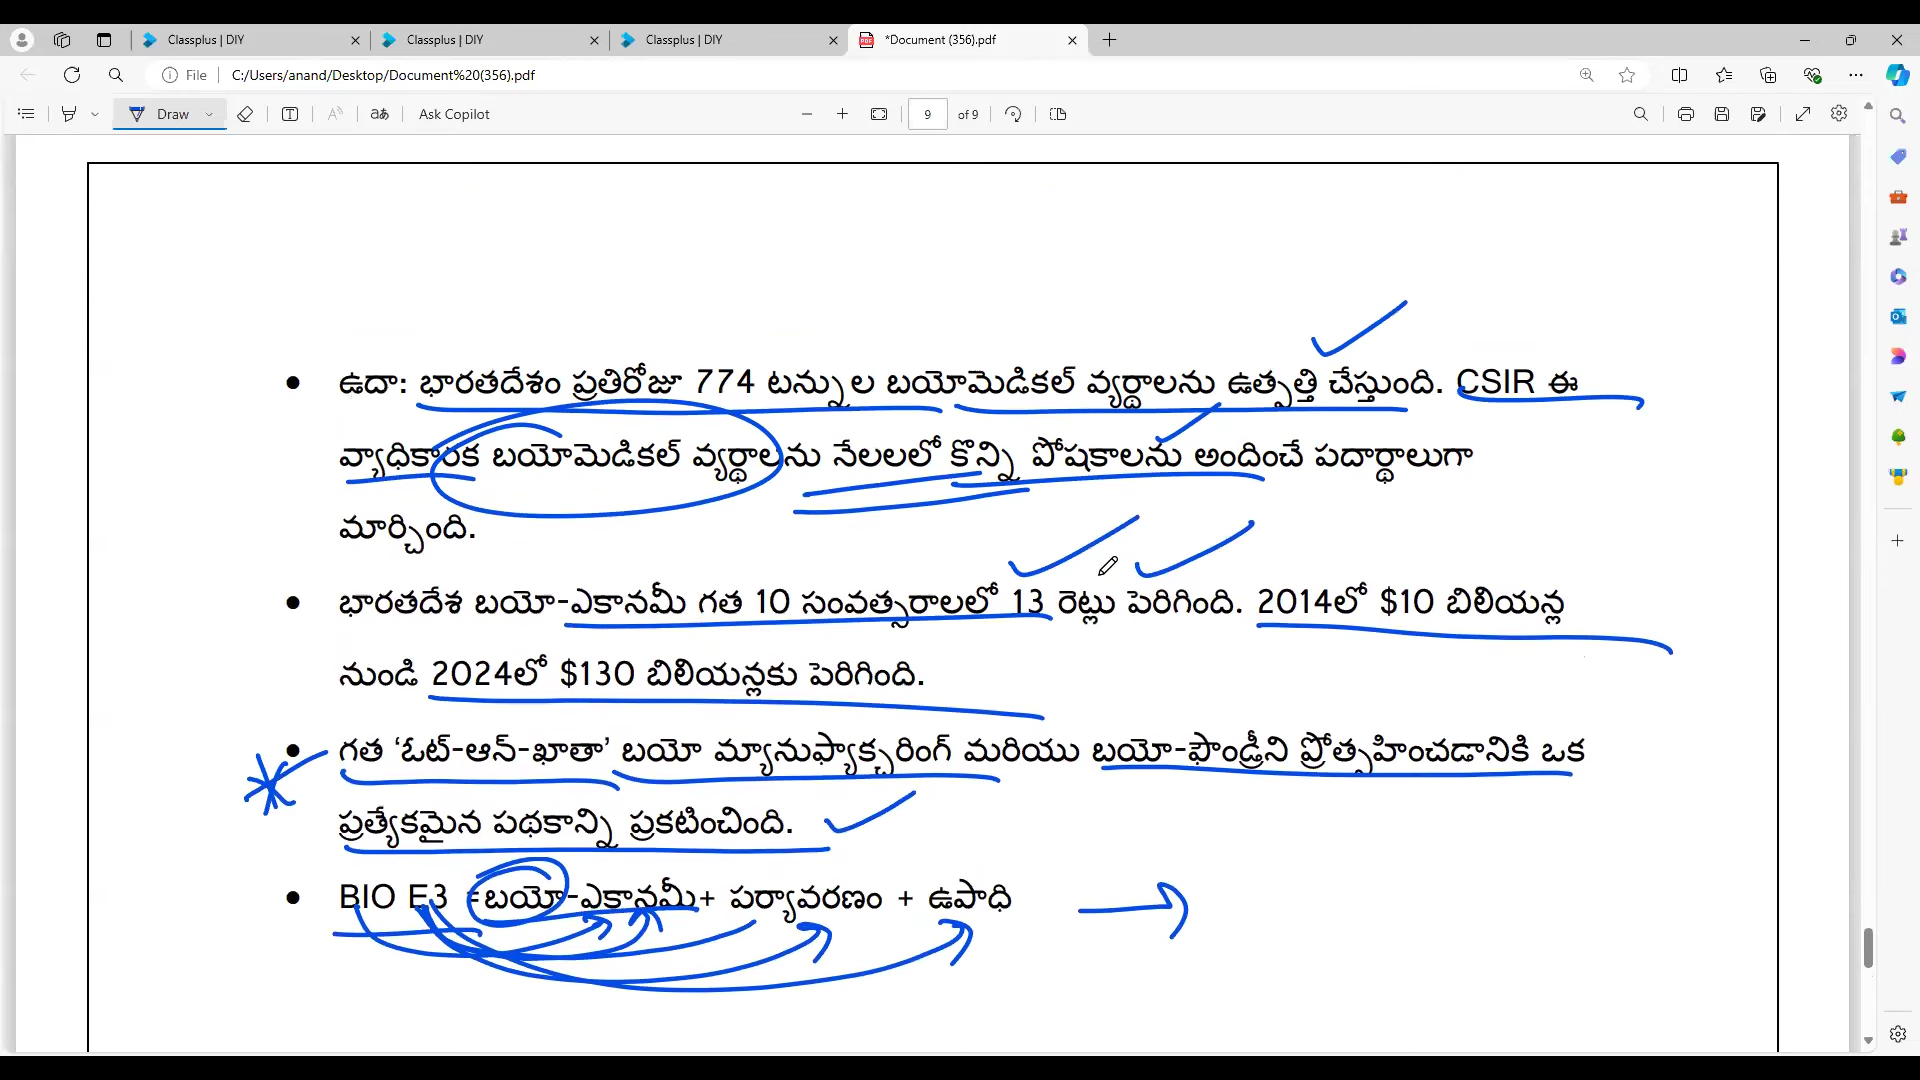 Classplus | DIY
Classplus | DIY
Classplus | DIY
*Document (356).pdf
File
C:/Users/anand/Desktop/Document%20(356).pdf
Draw
Ask Copilot
9 of 9
• ఉదా: భారతదేశం ప్రతిరోజూ 774 టన్నుల బయోమెడికల్ వ్యర్థాలను ఉత్పత్తి చేస్తుంది. CSIR ఈ
వ్యాధికారక బయోమెడికల్ వ్యర్థాలను నేలలలో కొన్ని పోషకాలను అందించే పదార్థాలుగా
మార్చింది.
• భారతదేశ బయో-ఎకానమీ గత 10 సంవత్సరాలలో 13 రెట్లు పెరిగింది. 2014లో $10 బిలియన్ల
నుండి 2024లో $130 బిలియన్లకు పెరిగింది.
• గత ‘ఓట్-ఆన్-ఖాతా’ బయో మ్యానుఫ్యాక్చరింగ్ మరియు బయో-ఫౌండ్రీని ప్రోత్సహించడానికి ఒక
ప్రత్యేకమైన పథకాన్ని ప్రకటించింది.
• BIO E3 =బయో-ఎకానమీ+ పర్యావరణం + ఉపాధి